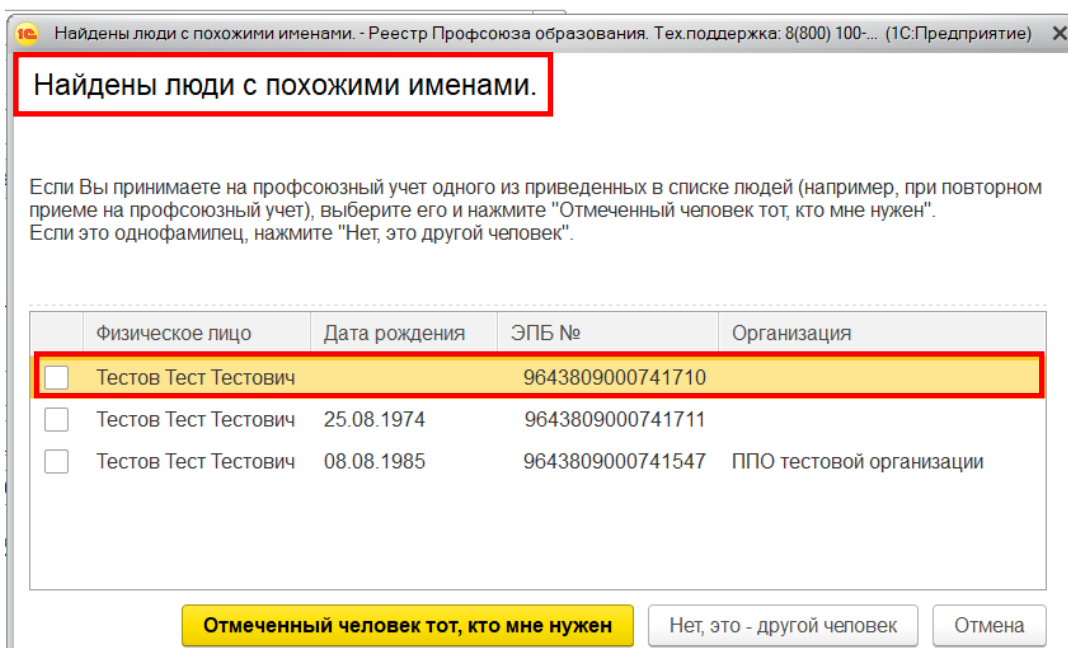 1С Найдены люди с похожими именами. - Реестр Профсоюза образования. Тех.поддержка: 8(800) 100-... (1С:Предприятие)
Найдены люди с похожими именами.
Если Вы принимаете на профсоюзный учет одного из приведенных в списке людей (например, при повторном
приеме на профсоюзный учет), выберите его и нажмите "Отмеченный человек тот, кто мне нужен".
Если это однофамилец, нажмите "Нет, это другой человек".
Физическое лицо Дата рождения ЭПБ № Организация
Тестов Тест Тестович 9643809000741710
Тестов Тест Тестович 25.08.1974 9643809000741711
Тестов Тест Тестович 08.08.1985 9643809000741547 ППО тестовой организации
Отмеченный человек тот, кто мне нужен Нет, это - другой человек Отмена